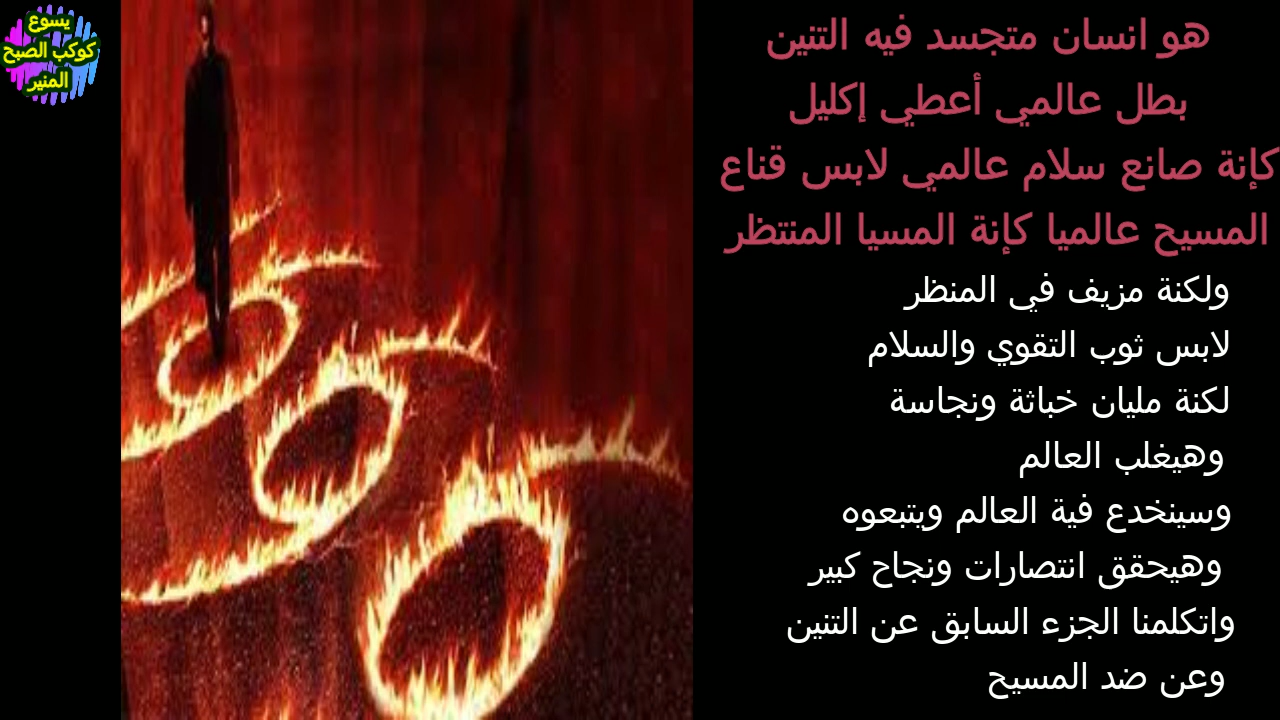 يسوع
كوكب الصبح
المنير
هو انسان متجسد فيه التنين
بطل عالمي أعطي إكليل
كإنة صانع سلام عالمي لابس قناع
المسيح عالميا كإنة المسيا المنتظر
ولكنة مزيف في المنظر
لابس ثوب التقوي والسلام
لكنة مليان خباثة ونجاسة
وهيغلب العالم
وسينخدع فية العالم ويتبعوه
وهيحقق انتصارات ونجاح كبير
واتكلمنا الجزء السابق عن التنين
وعن ضد المسيح